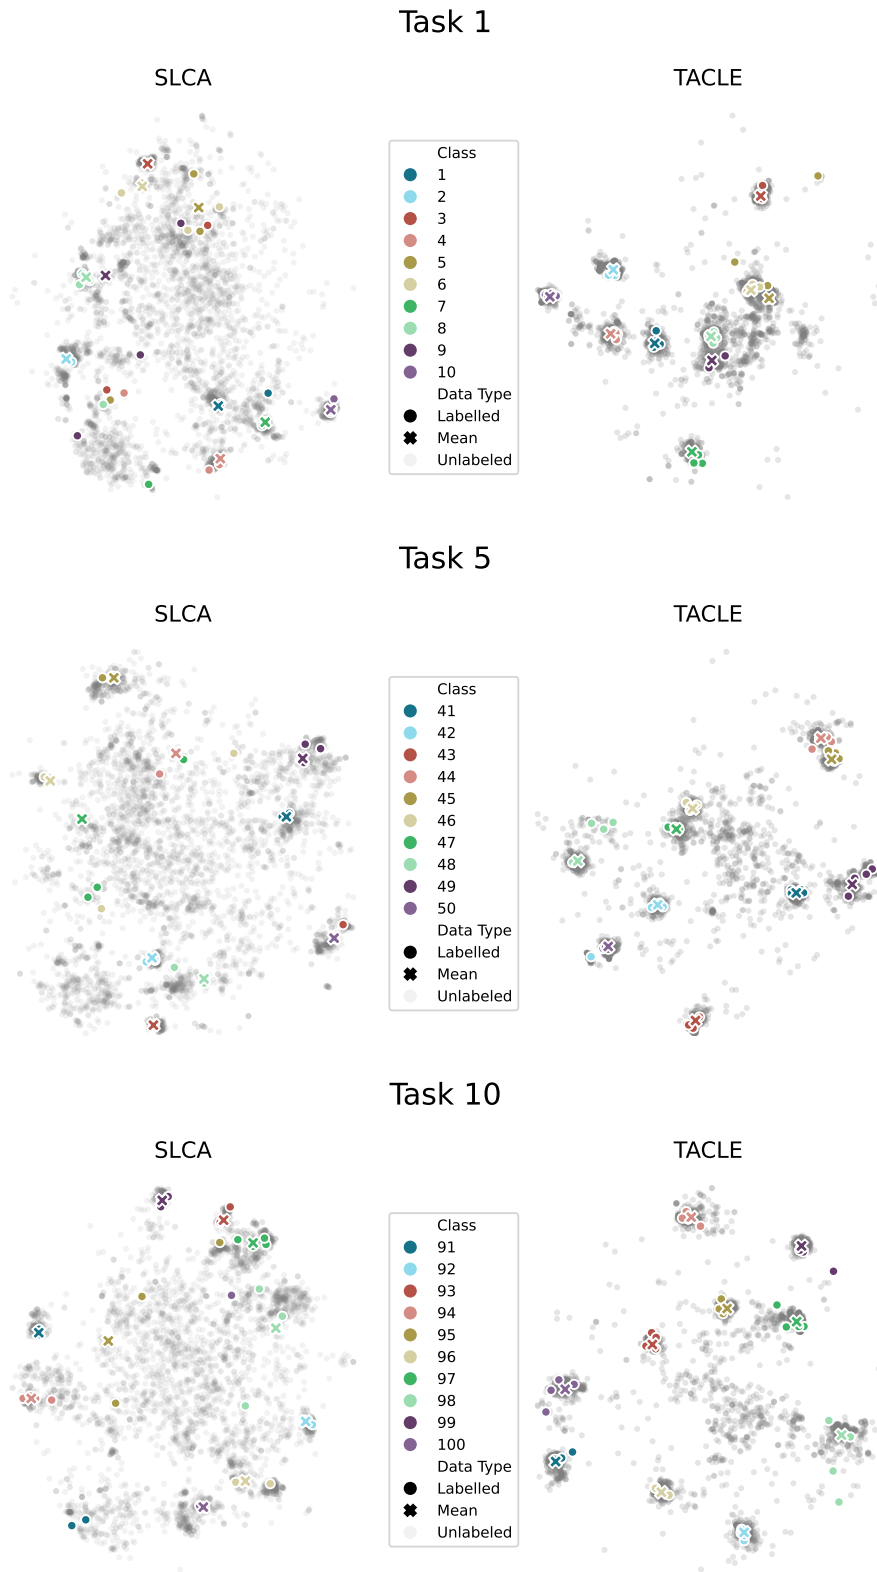 Task 1
SLCA
TACLE
Class
1
2
3
4
5
6
7
8
9
10
Data Type
Labelled
Mean
Unlabeled
Task 5
SLCA
TACLE
Class
41
42
43
44
45
46
47
48
49
50
Data Type
Labelled
Mean
Unlabeled
Task 10
SLCA
TACLE
Class
91
92
93
94
95
96
97
98
99
100
Data Type
Labelled
Mean
Unlabeled